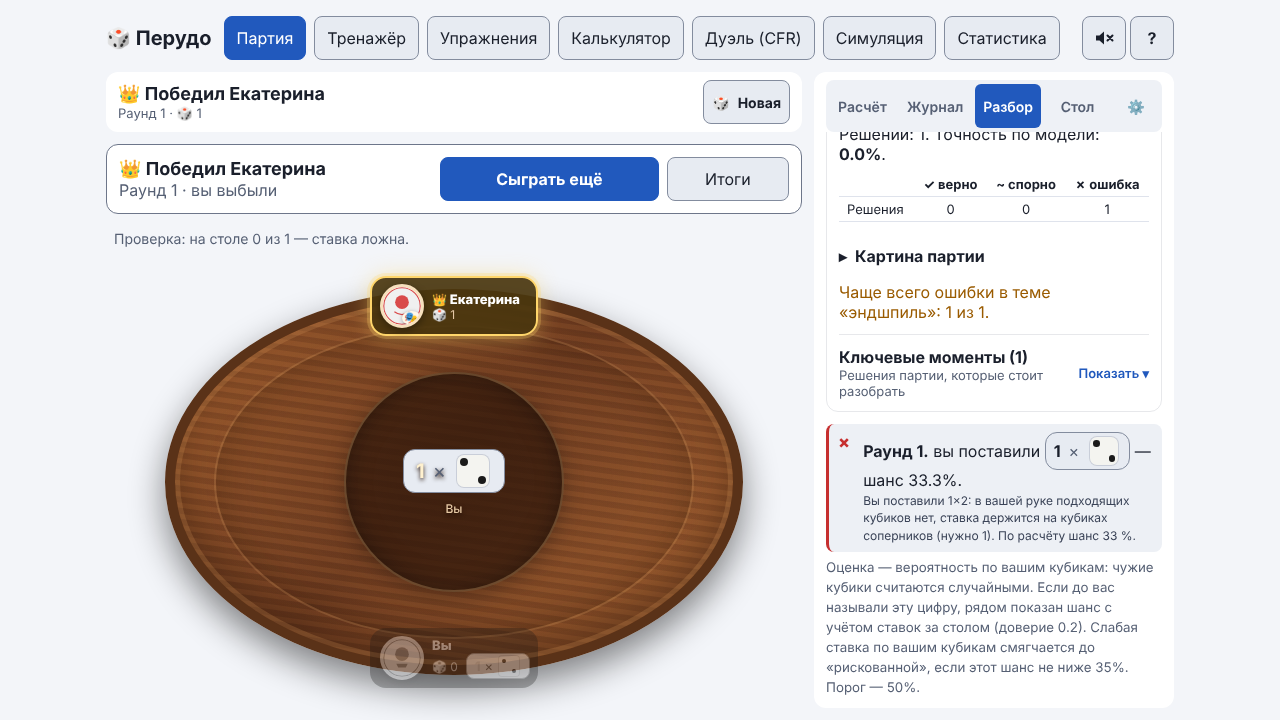 🎲 Перудо
Партия
Тренажёр
Упражнения
Калькулятор
Дуэль (CFR)
Симуляция
Статистика
?
👑 Победил Екатерина
Раунд 1 · 🎲 1
🎲 Новая
👑 Победил Екатерина
Раунд 1 · вы выбыли
Сыграть ещё
Итоги
Проверка: на столе 0 из 1 — ставка ложна.
👑 Екатерина
🎲 1
1 ×
Вы
Вы
🎲 0
1 ×
Расчёт
Журнал
Разбор
Стол
⚙️
Решений: 1. Точность по модели:
0.0%.
✓ верно ~ спорно × ошибка
Решения 0 0 1
▸ Картина партии
Чаще всего ошибки в теме
«эндшпиль»: 1 из 1.
Ключевые моменты (1)
Решения партии, которые стоит
разобрать
Показать ▾
× Раунд 1. вы поставили 1 × —
шанс 33.3%.
Вы поставили 1×2: в вашей руке подходящих
кубиков нет, ставка держится на кубиках
соперников (нужно 1). По расчёту шанс 33 %.
Оценка — вероятность по вашим кубикам: чужие
кубики считаются случайными. Если до вас
называли эту цифру, рядом показан шанс с
учётом ставок за столом (доверие 0.2). Слабая
ставка по вашим кубикам смягчается до
«рискованной», если этот шанс не ниже 35%.
Порог — 50%.